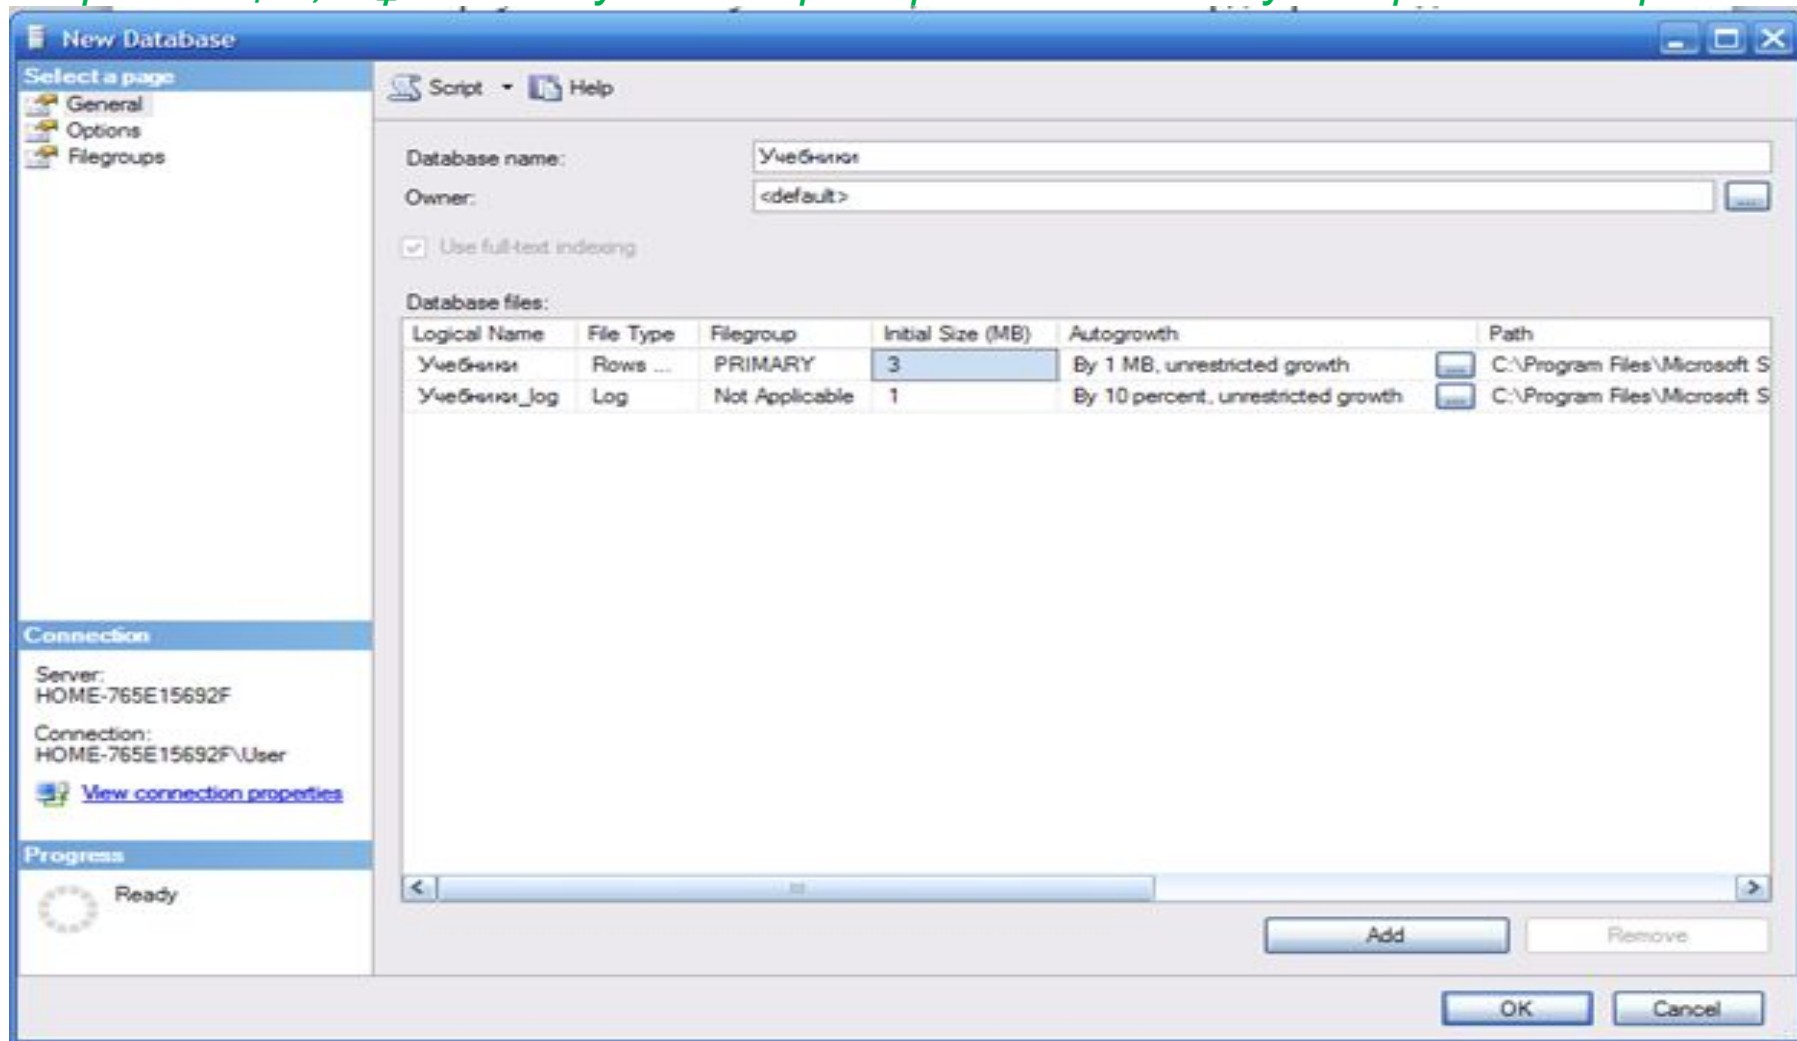 New Database
Select a page
General
Options
Filegroups
Script Help
Database name: Учебники
Owner: <default>
Use full-text indexing
Database files:
Logical Name File Type Filegroup Initial Size (MB) Autogrowth Path
Учебники Rows ... PRIMARY 3 By 1 MB, unrestricted growth ... C:\Program Files\Microsoft S
Учебники_log Log Not Applicable 1 By 10 percent, unrestricted growth ... C:\Program Files\Microsoft S
Connection
Server:
HOME-765E15692F
Connection:
HOME-765E15692F\User
View connection properties
Progress
Ready
Add Remove
OK Cancel